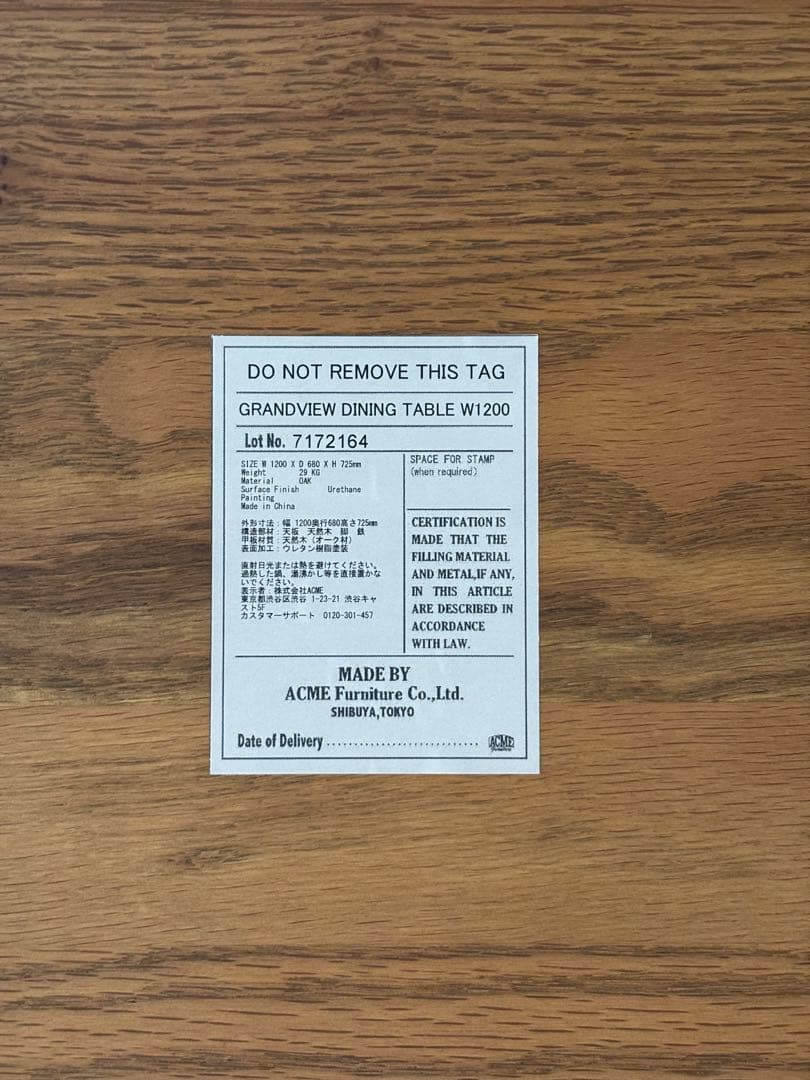 DO NOT REMOVE THIS TAG
GRANDVIEW DINING TABLE W1200
Lot No. 7172164
SIZE W 1200 X D 680 X H 725mm
Weight 29 KG
Material OAK
Surface Finish Urethane
Painting
Made in China
外形寸法：幅 1200奥行680高さ725mm
構造部材：天板 天然木 脚 鉄
甲板材質：天然木（オーク材）
表面加工：ウレタン樹脂塗装
直射日光または熱を避けてください。
過熱した鍋、湯沸かし等を直接置かな
いでください。
表示者：株式会社ACME
東京都渋谷区渋谷 1-23-21 渋谷キャ
スト5F
カスタマーサポート 0120-301-457
SPACE FOR STAMP
(when required)
CERTIFICATION IS
MADE THAT THE
FILLING MATERIAL
AND METAL,IF ANY,
IN THIS ARTICLE
ARE DESCRIBED IN
ACCORDANCE
WITH LAW.
MADE BY
ACME Furniture Co.,Ltd.
SHIBUYA,TOKYO
Date of Delivery ............................
ACME
Furniture